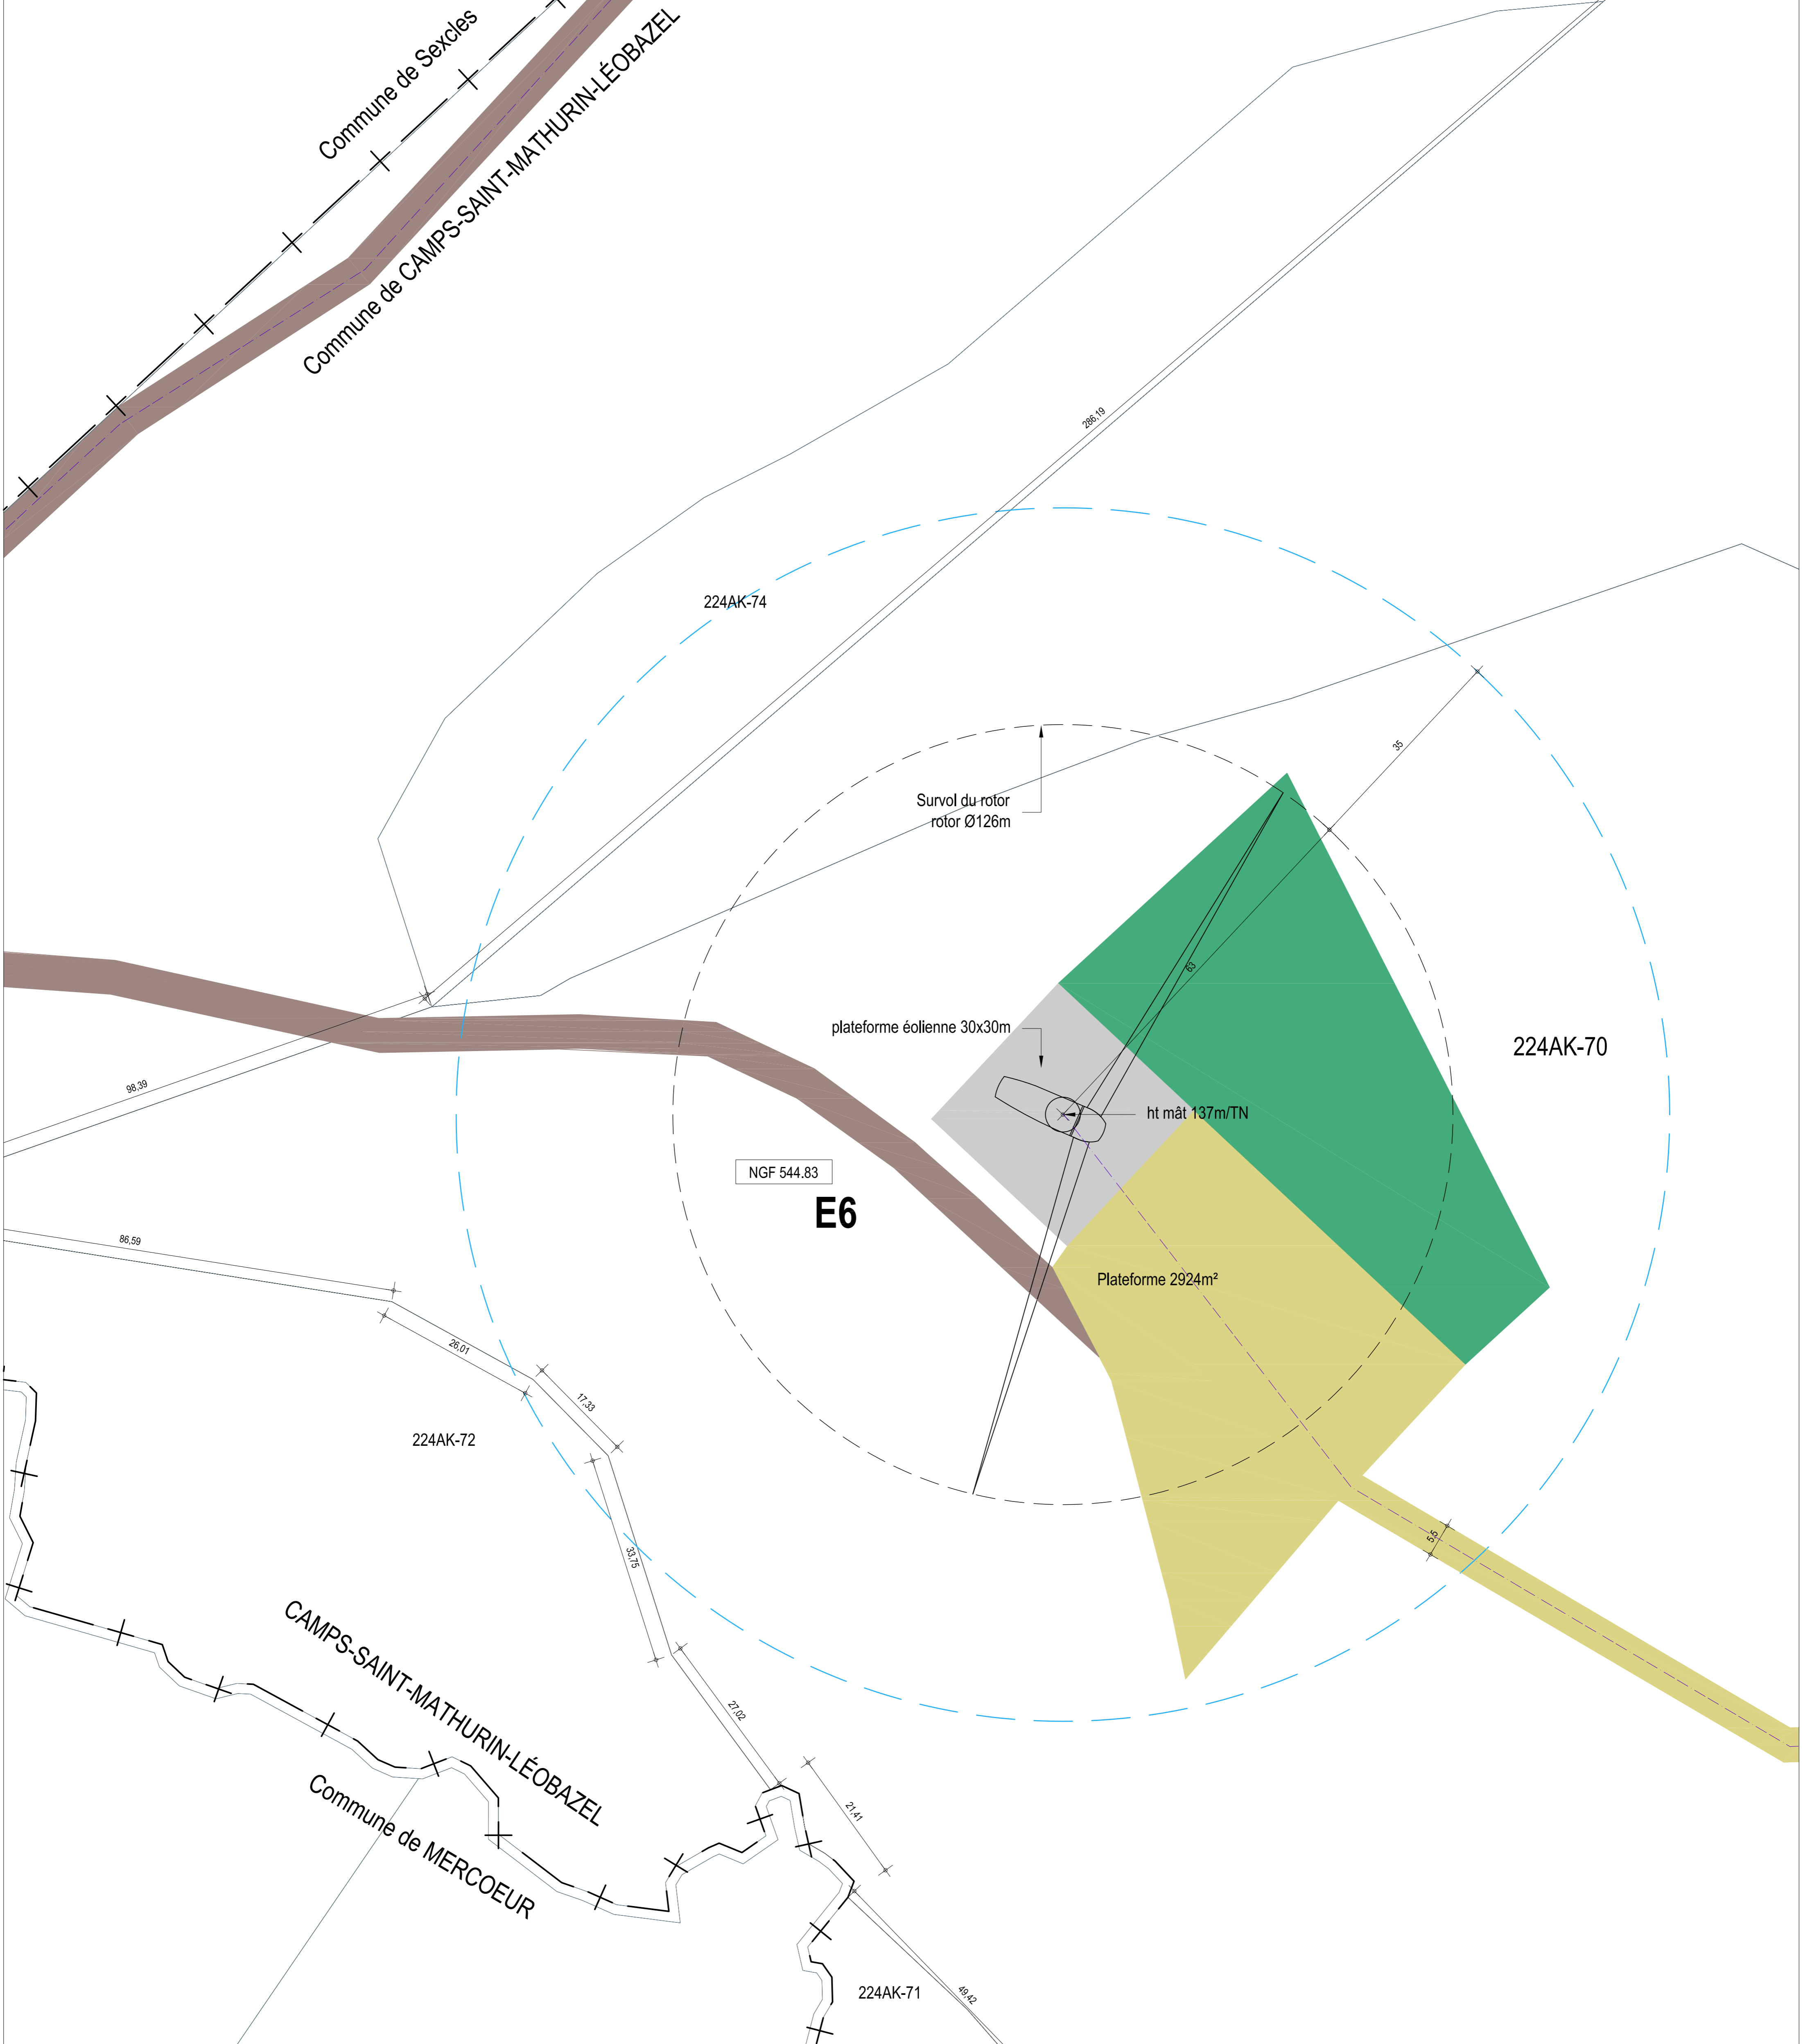 Commune de Sexcles
Commune de CAMPS-SAINT-MATHURIN-LÉOBAZEL
286,19
224AK-74
35
Survol du rotor
rotor Ø126m
63
plateforme éolienne 30x30m
224AK-70
98,39
ht mât 137m/TN
NGF 544.83
E6
86,59
Plateforme 2924m²
26,01
17,33
224AK-72
5,5
33,75
CAMPS-SAINT-MATHURIN-LÉOBAZEL
27,02
Commune de MERCOEUR
21,41
224AK-71
49,42